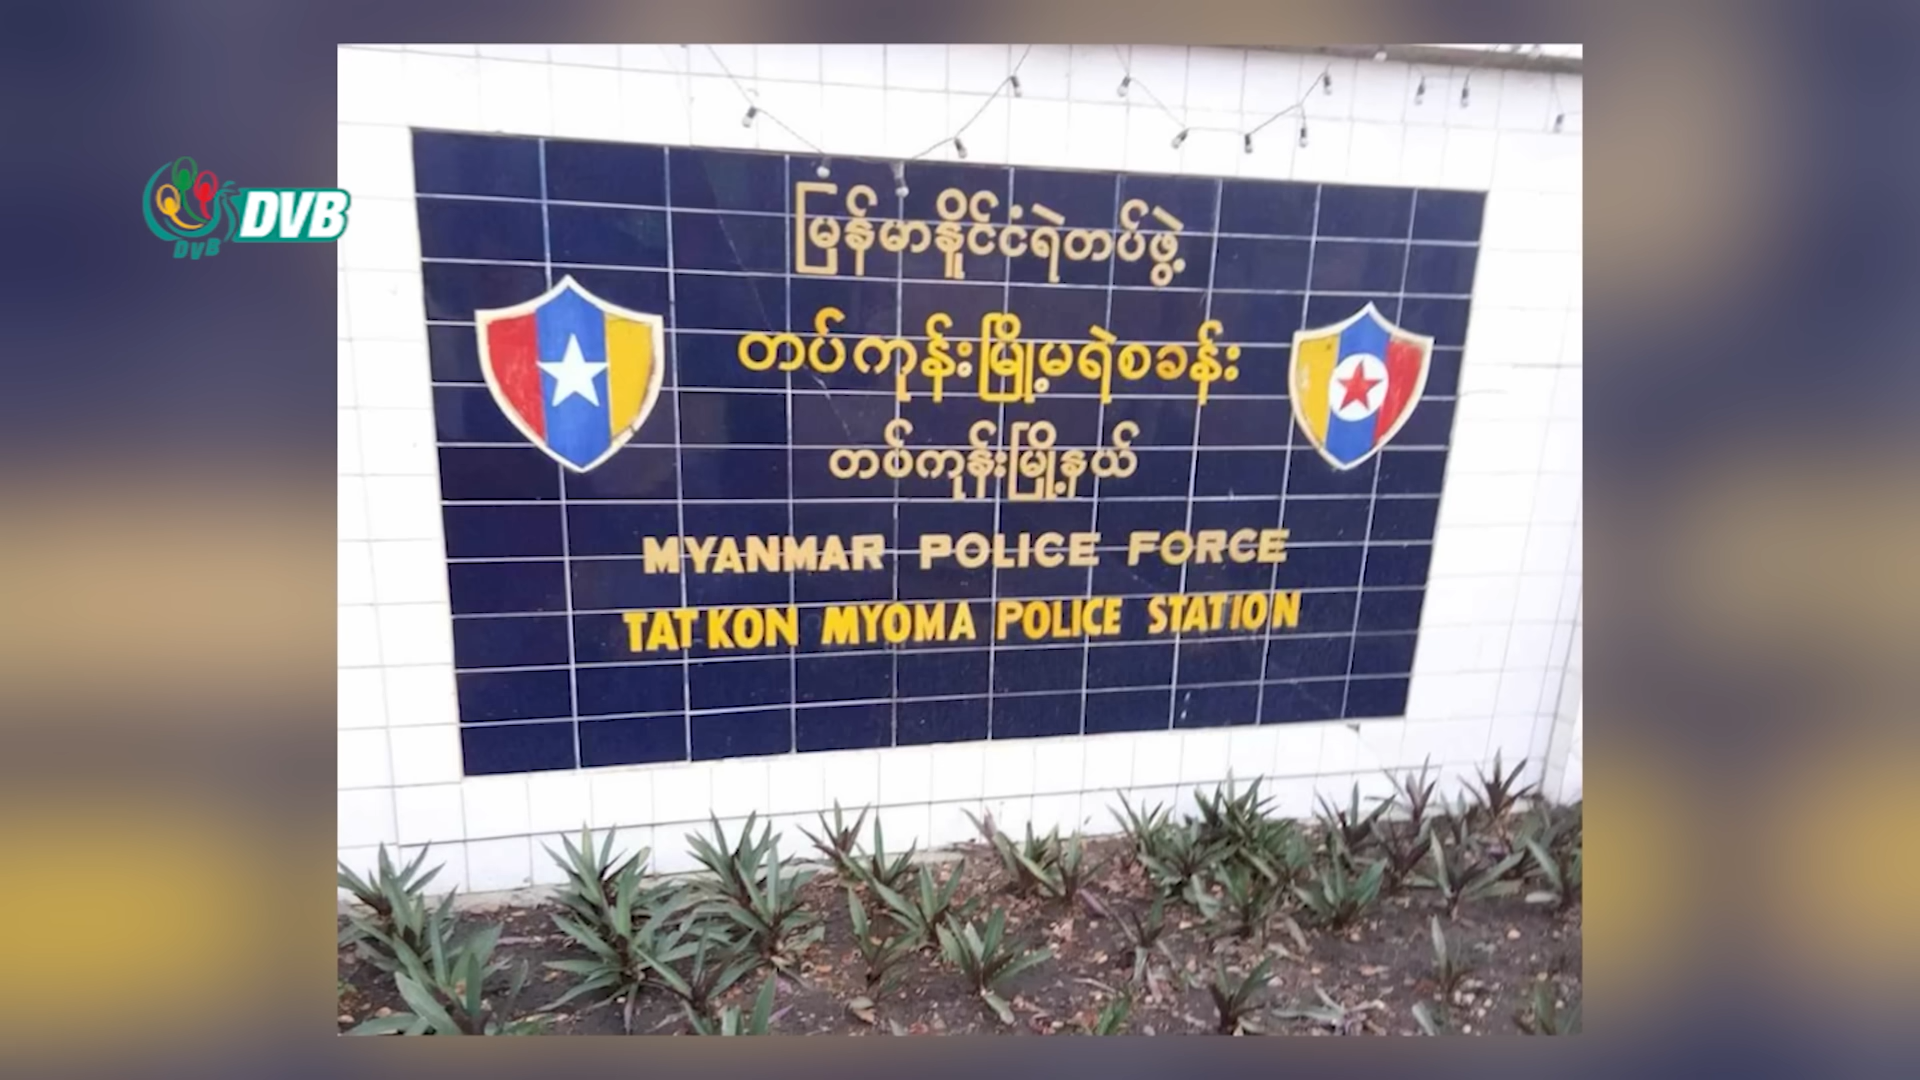 DVB
DVB
မြန်မာနိုင်ငံရဲတပ်ဖွဲ့
တပ်ကုန်းမြို့မရဲစခန်း
တပ်ကုန်းမြို့နယ်
MYANMAR POLICE FORCE
TATKON MYOMA POLICE STATION